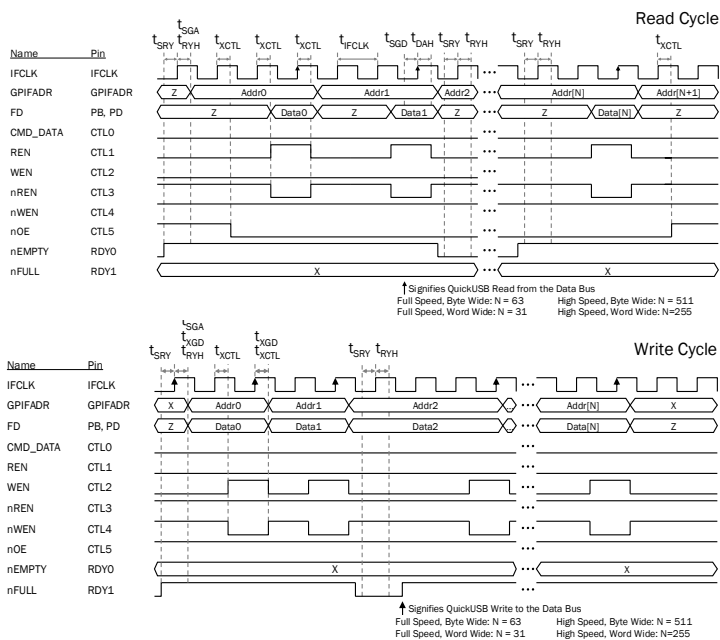 Read Cycle
tSRY tSGA tRYH tXCTL tXCTL tXCTL tIFCLK tSGD tDAH tSRY tRYH tSRY tRYH tXCTL
Name Pin
IFCLK IFCLK ...
GPIFADR GPIFADR Z Addr0 Addr1 Addr2 ... Addr[N] Addr[N+1]
FD PB, PD Z Data0 Z Data1 Z ... Z Data[N] Z
CMD_DATA CTL0 ...
REN CTL1 ...
WEN CTL2 ...
nREN CTL3 ...
nWEN CTL4 ...
nOE CTL5 ...
nEMPTY RDY0 ...
nFULL RDY1 X ... X
Signifies QuickUSB Read from the Data Bus
Full Speed, Byte Wide: N = 63 High Speed, Byte Wide: N = 511
Full Speed, Word Wide: N = 31 High Speed, Word Wide: N=255
Write Cycle
tSRY tSGA tXGD tRYH tXCTL tXGD tXCTL tSRY tRYH
Name Pin
IFCLK IFCLK ...
GPIFADR GPIFADR X Addr0 Addr1 Addr2 ... Addr[N] X
FD PB, PD Z Data0 Data1 Data2 ... Data[N] Z
CMD_DATA CTL0 ...
REN CTL1 ...
WEN CTL2 ...
nREN CTL3 ...
nWEN CTL4 ...
nOE CTL5 ...
nEMPTY RDY0 X ... X
nFULL RDY1 ...
Signifies QuickUSB Write to the Data Bus
Full Speed, Byte Wide: N = 63 High Speed, Byte Wide: N = 511
Full Speed, Word Wide: N = 31 High Speed, Word Wide: N=255